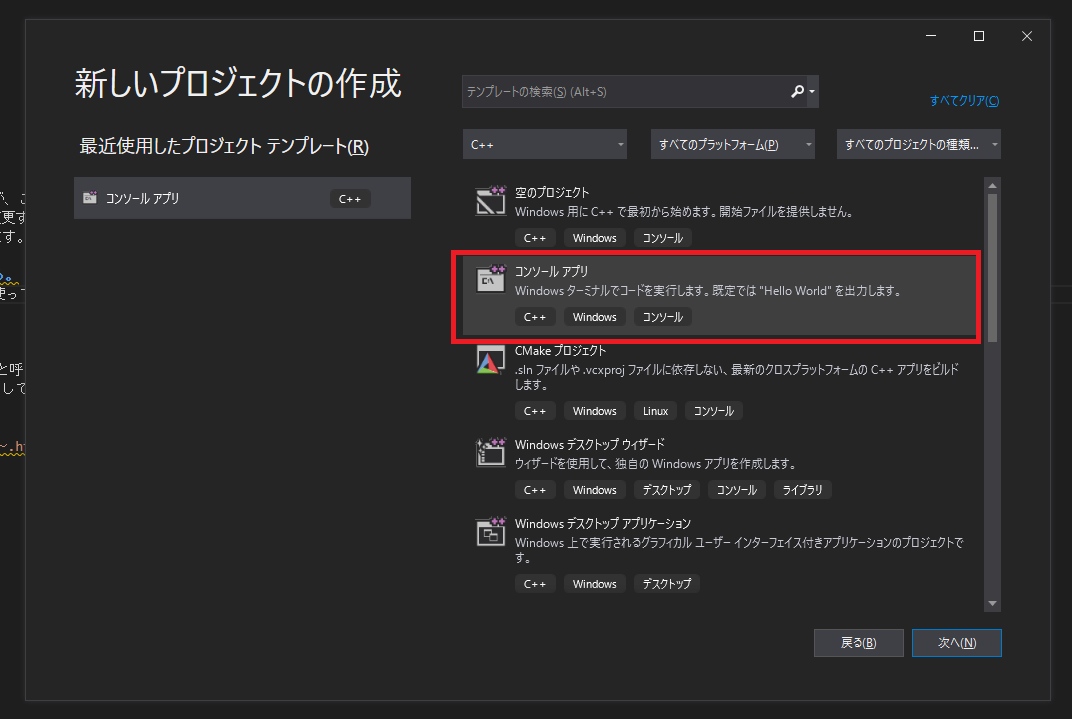 新しいプロジェクトの作成
テンプレートの検索(S) (Alt+S)
すべてクリア(C)
最近使用したプロジェクト テンプレート(R)
C++
すべてのプラットフォーム(P)
すべてのプロジェクトの種類...
コンソール アプリ
C++
空のプロジェクト
Windows 用に C++ で最初から始めます。開始ファイルを提供しません。
C++ Windows コンソール
コンソール アプリ
Windows ターミナルでコードを実行します。既定では "Hello World" を出力します。
C++ Windows コンソール
CMake プロジェクト
.sln ファイルや .vcxproj ファイルに依存しない、最新のクロスプラットフォームの C++ アプリをビルド
します。
C++ Windows Linux コンソール
Windows デスクトップ ウィザード
ウィザードを使用して、独自の Windows アプリを作成します。
C++ Windows デスクトップ コンソール ライブラリ
Windows デスクトップ アプリケーション
Windows 上で実行されるグラフィカル ユーザー インターフェイス付きアプリケーションのプロジェクトで
す。
C++ Windows デスクトップ
戻る(B)
次へ(N)